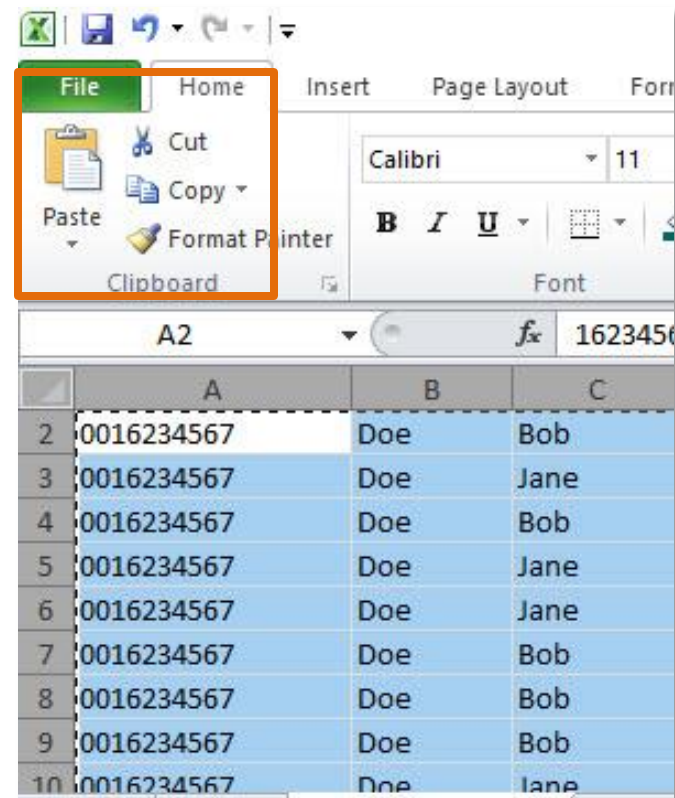 File Home Insert Page Layout
Cut
Calibri 11
Copy
Paste
B I U
Format Painter
Clipboard Font
A2 fx 1623456
A B C
2 0016234567 Doe Bob
3 0016234567 Doe Jane
4 0016234567 Doe Bob
5 0016234567 Doe Jane
6 0016234567 Doe Jane
7 0016234567 Doe Bob
8 0016234567 Doe Bob
9 0016234567 Doe Bob
10 0016234567 Doe Jane